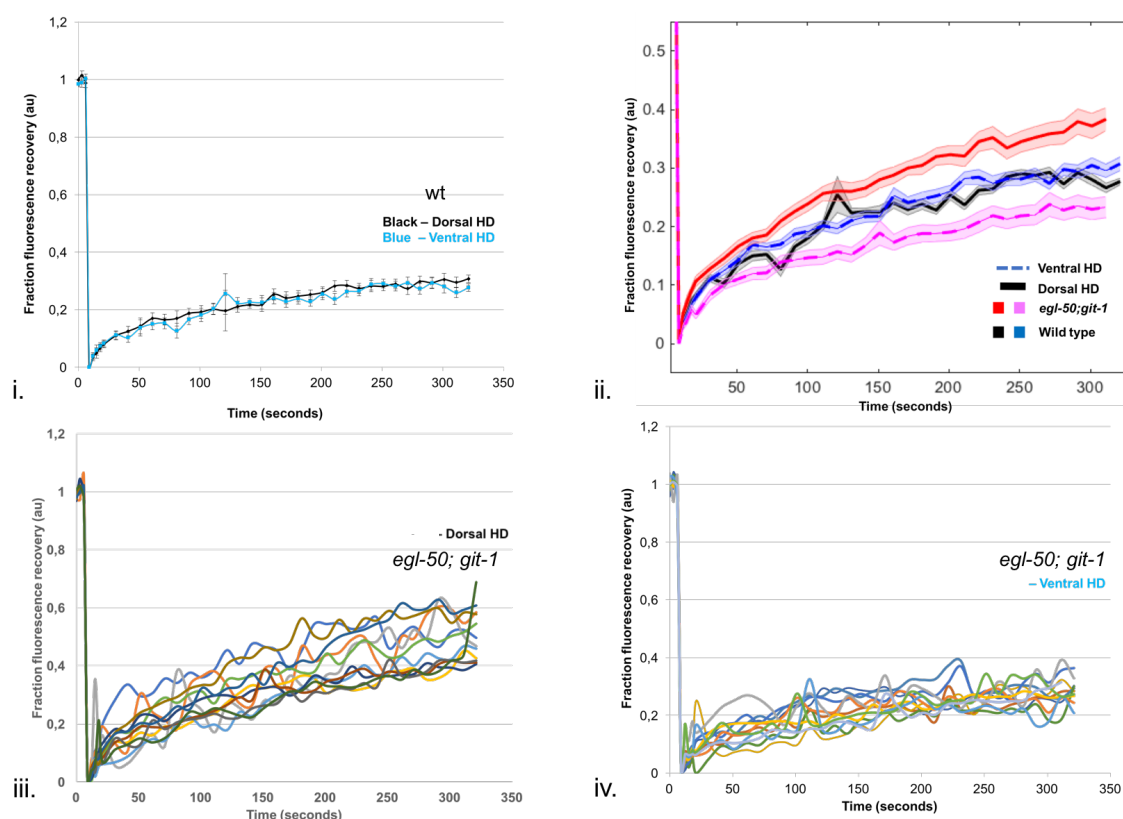 1,2
1
0,8
0,6
0,4
0,2
0
Fraction fluorescence recovery (au)
wt
Black – Dorsal HD
Blue – Ventral HD
0 50 100 150 200 250 300 350
Time (seconds)
i.
0.5
0.4
0.3
0.2
0.1
0
Fraction fluorescence recovery (au)
Ventral HD
Dorsal HD
egl-50;git-1
Wild type
50 100 150 200 250 300
Time (seconds)
ii.
1,2
1
0,8
0,6
0,4
0,2
0
Fraction fluorescence recovery (au)
- Dorsal HD
egl-50; git-1
0 50 100 150 200 250 300 350
Time (seconds)
iii.
1,2
1
0,8
0,6
0,4
0,2
0
Fraction fluorescence recovery (au)
egl-50; git-1
– Ventral HD
0 50 100 150 200 250 300 350
Time (seconds)
iv.